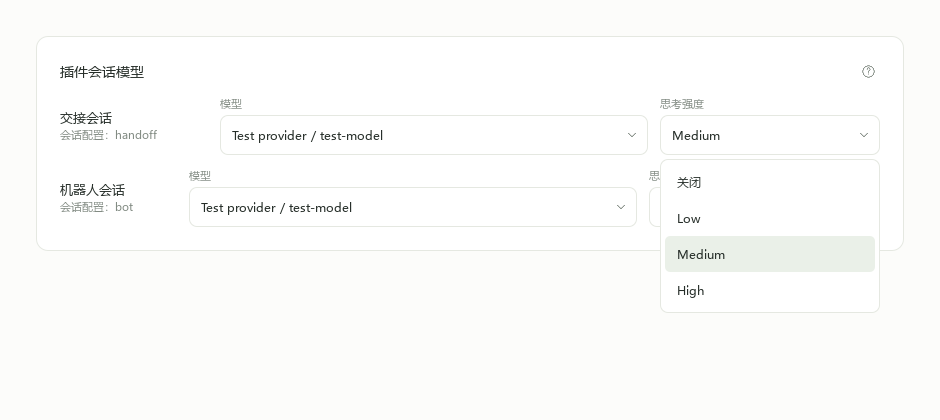 插件会话模型
模型
思考强度
交接会话
会话配置：handoff
Test provider / test-model
Medium
模型
思
机器人会话
会话配置：bot
Test provider / test-model
关闭
Low
Medium
High